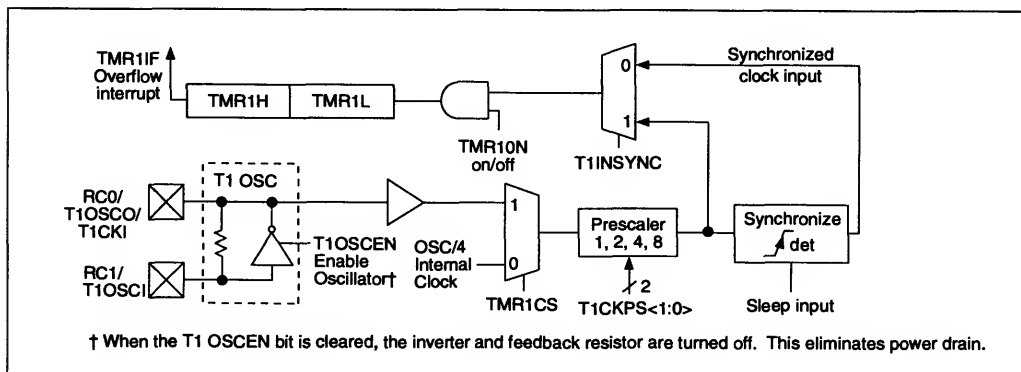 TMR1IF
Overflow
interrupt
TMR1H
TMR1L
TMR10N
on/off
0
1
T1INSYNC
Synchronized
clock input
RC0/
T1OSCO/
T1CKI
RC1/
T1OSCI
T1 OSC
T1OSCEN
Enable
Oscillator†
OSC/4
Internal
Clock
1
0
TMR1CS
Prescaler
1, 2, 4, 8
2
T1CKPS<1:0>
Synchronize
det
Sleep input
† When the T1 OSCEN bit is cleared, the inverter and feedback resistor are turned off. This eliminates power drain.